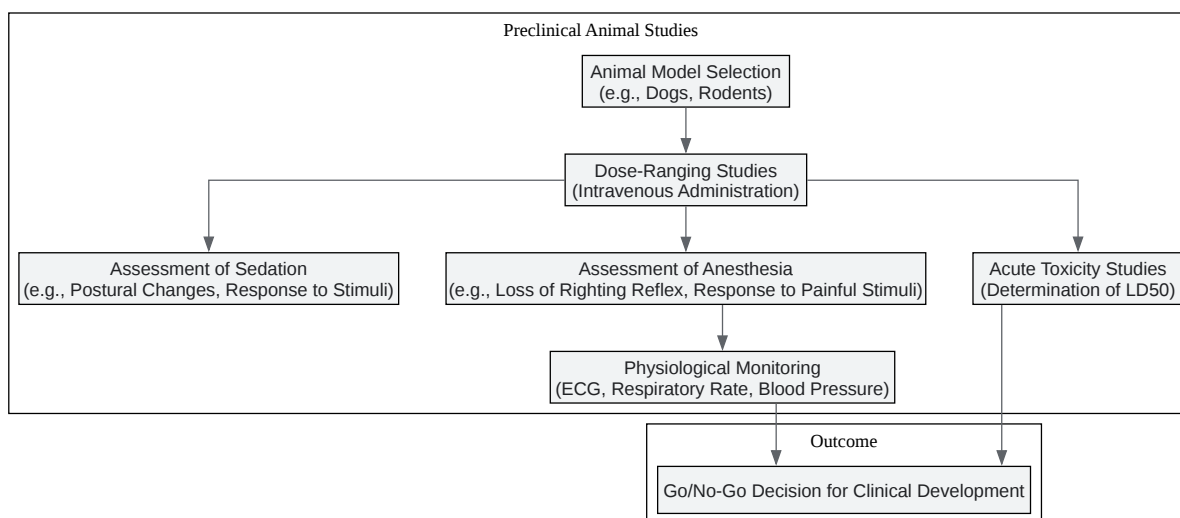 Preclinical Animal Studies
Animal Model Selection
(e.g., Dogs, Rodents)
Dose-Ranging Studies
(Intravenous Administration)
Assessment of Sedation
(e.g., Postural Changes, Response to Stimuli)
Assessment of Anesthesia
(e.g., Loss of Righting Reflex, Response to Painful Stimuli)
Acute Toxicity Studies
(Determination of LD50)
Physiological Monitoring
(ECG, Respiratory Rate, Blood Pressure)
Outcome
Go/No-Go Decision for Clinical Development